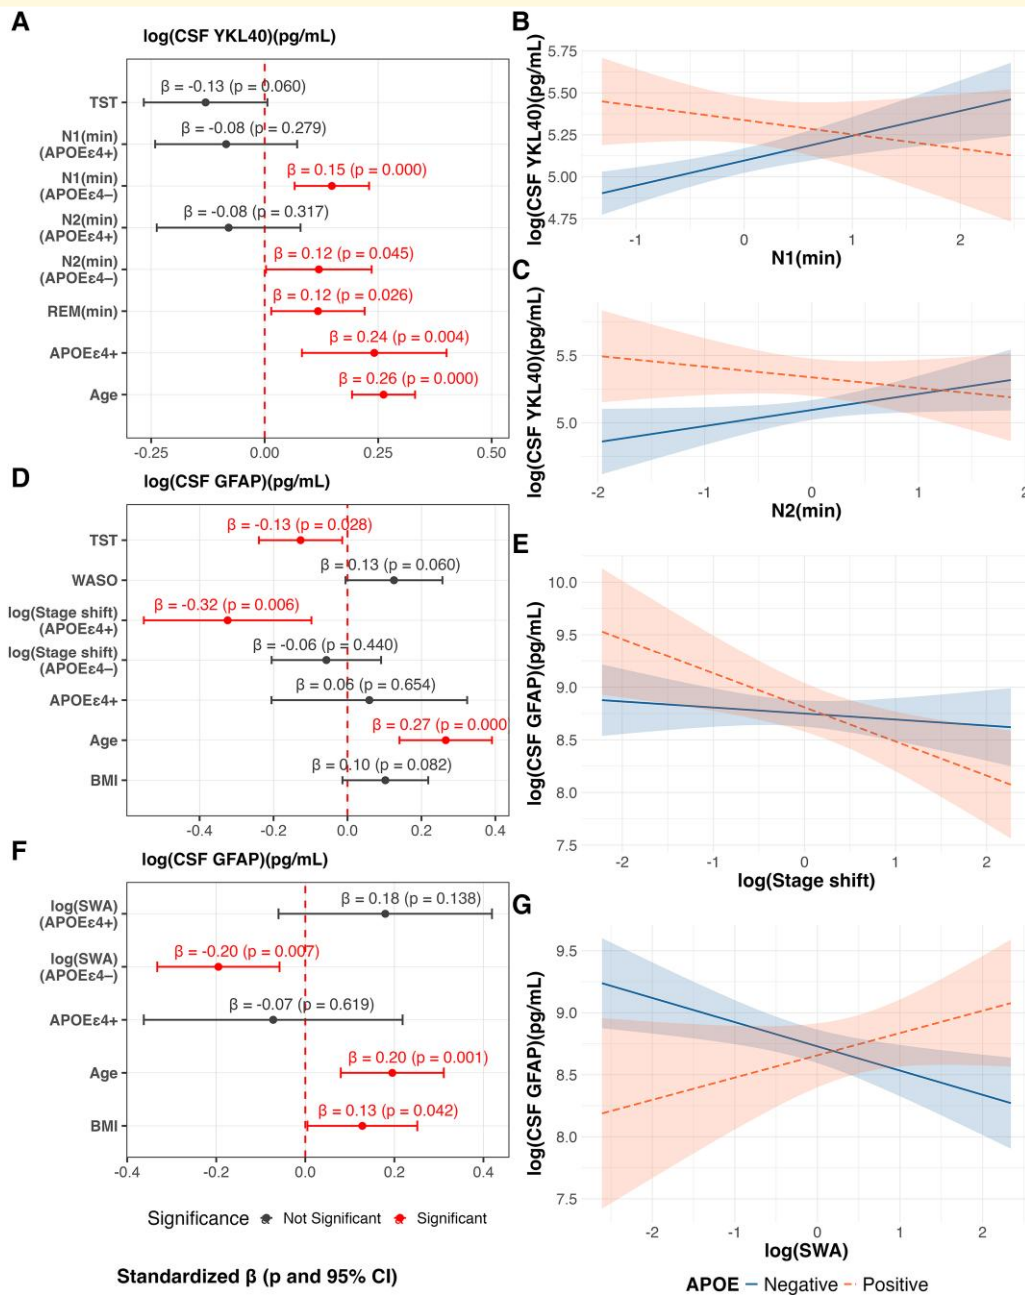 A
log(CSF YKL40)(pg/mL)
TST
β = -0.13 (p = 0.060)
N1(min)
(APOEε4+)
β = -0.08 (p = 0.279)
N1(min)
(APOEε4–)
β = 0.15 (p = 0.000)
N2(min)
(APOEε4+)
β = -0.08 (p = 0.317)
N2(min)
(APOEε4–)
β = 0.12 (p = 0.045)
REM(min)
β = 0.12 (p = 0.026)
APOEε4+
β = 0.24 (p = 0.004)
Age
β = 0.26 (p = 0.000)
-0.25 0.00 0.25 0.50
B
log(CSF YKL40)(pg/mL)
5.75
5.50
5.25
5.00
4.75
-1 0 1 2
N1(min)
C
log(CSF YKL40)(pg/mL)
5.5
5.0
-2 -1 0 1 2
N2(min)
D
log(CSF GFAP)(pg/mL)
TST
β = -0.13 (p = 0.028)
WASO
β = 0.13 (p = 0.060)
log(Stage shift)
(APOEε4+)
β = -0.32 (p = 0.006)
log(Stage shift)
(APOEε4–)
β = -0.06 (p = 0.440)
APOEε4+
β = 0.06 (p = 0.654)
Age
β = 0.27 (p = 0.000
BMI
β = 0.10 (p = 0.082)
-0.4 -0.2 0.0 0.2 0.4
E
log(CSF GFAP)(pg/mL)
10.0
9.5
9.0
8.5
8.0
7.5
-2 -1 0 1 2
log(Stage shift)
F
log(CSF GFAP)(pg/mL)
log(SWA)
(APOEε4+)
β = 0.18 (p = 0.138)
log(SWA)
(APOEε4–)
β = -0.20 (p = 0.007)
APOEε4+
β = -0.07 (p = 0.619)
Age
β = 0.20 (p = 0.001)
BMI
β = 0.13 (p = 0.042)
-0.4 -0.2 0.0 0.2 0.4
Significance Not Significant Significant
Standardized β (p and 95% CI)
G
log(CSF GFAP)(pg/mL)
9.5
9.0
8.5
8.0
7.5
-2 -1 0 1 2
log(SWA)
APOE Negative Positive